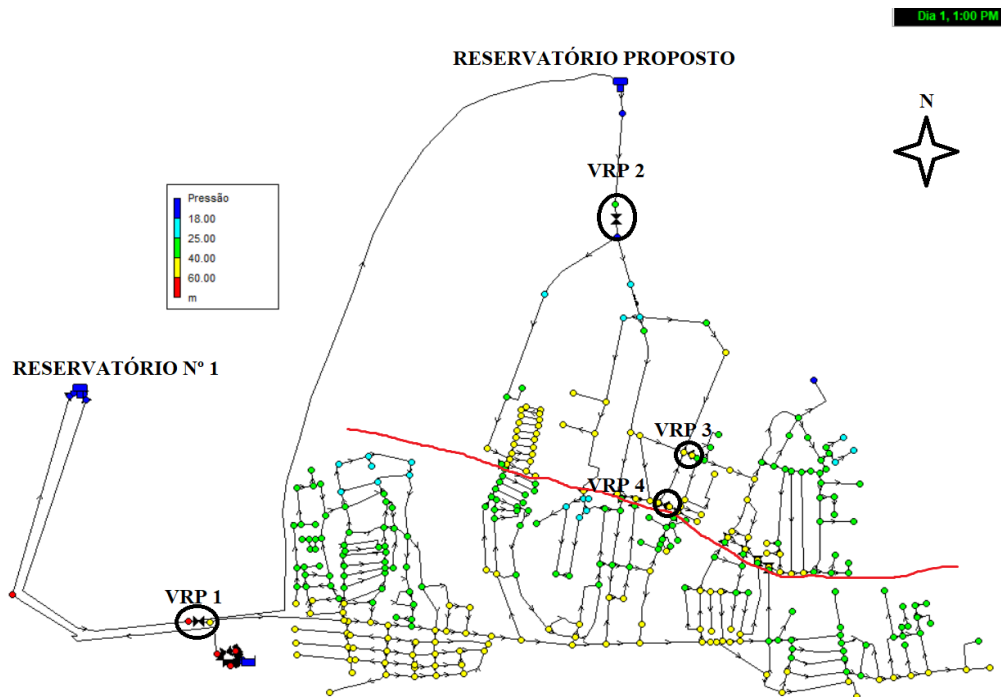 Dia 1, 1:00 PM
RESERVATÓRIO PROPOSTO
N
VRP 2
Pressão
18.00
25.00
40.00
60.00
m
RESERVATÓRIO Nº 1
VRP 3
VRP 4
VRP 1